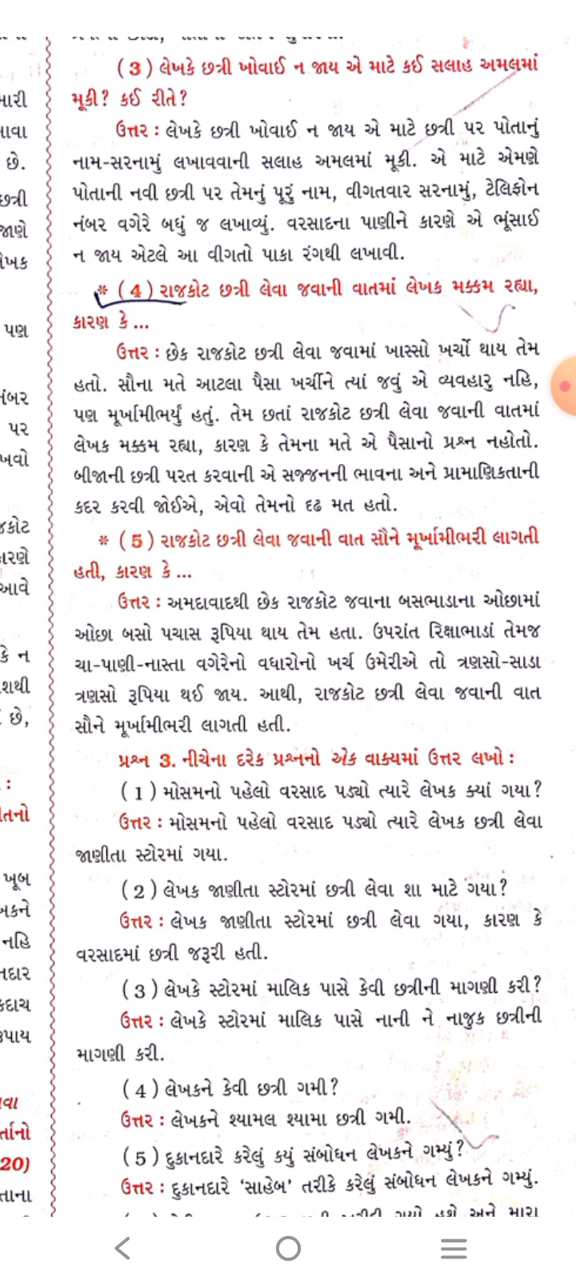 (3) લેખકે છત્રી ખોવાઈ ન જાય એ માટે કઈ સલાહ અમલમાં
મૂકી? કઈ રીતે?
ઉત્તર : લેખકે છત્રી ખોવાઈ ન જાય એ માટે છત્રી પર પોતાનું
નામ-સરનામું લખાવવાની સલાહ અમલમાં મૂકી. એ માટે એમણે
પોતાની નવી છત્રી પર તેમનું પૂરું નામ, વીગતવાર સરનામું, ટેલિફોન
નંબર વગેરે બધું જ લખાવ્યું. વરસાદના પાણીને કારણે એ ભૂંસાઈ
ન જાય એટલે આ વીગતો પાકા રંગથી લખાવી.
* (4) રાજકોટ છત્રી લેવા જવાની વાતમાં લેખક મક્કમ રહ્યા,
કારણ કે ...
ઉત્તર : છેક રાજકોટ છત્રી લેવા જવામાં ખાસ્સો ખર્ચો થાય તેમ
હતો. સૌના મતે આટલા પૈસા ખર્ચીને ત્યાં જવું એ વ્યવહારુ નહિ,
પણ મૂર્ખામીભર્યું હતું. તેમ છતાં રાજકોટ છત્રી લેવા જવાની વાતમાં
લેખક મક્કમ રહ્યા, કારણ કે તેમના મતે એ પૈસાનો પ્રશ્ન નહોતો.
બીજાની છત્રી પરત કરવાની એ સજ્જનની ભાવના અને પ્રામાણિકતાની
કદર કરવી જોઈએ, એવો તેમનો દૃઢ મત હતો.
* (5) રાજકોટ છત્રી લેવા જવાની વાત સૌને મૂર્ખામીભરી લાગતી
હતી, કારણ કે ...
ઉત્તર : અમદાવાદથી છેક રાજકોટ જવાના બસભાડાના ઓછામાં
ઓછા બસો પચાસ રૂપિયા થાય તેમ હતા. ઉપરાંત રિક્ષાભાડાં તેમજ
ચા-પાણી-નાસ્તા વગેરેનો વધારાનો ખર્ચ ઉમેરીએ તો ત્રણસો-સાડા
ત્રણસો રૂપિયા થઈ જાય. આથી, રાજકોટ છત્રી લેવા જવાની વાત
સૌને મૂર્ખામીભરી લાગતી હતી.
પ્રશ્ન 3. નીચેના દરેક પ્રશ્નનો એક વાક્યમાં ઉત્તર લખો :
(1) મોસમનો પહેલો વરસાદ પડ્યો ત્યારે લેખક ક્યાં ગયા?
ઉત્તર : મોસમનો પહેલો વરસાદ પડ્યો ત્યારે લેખક છત્રી લેવા
જાણીતા સ્ટોરમાં ગયા.
(2) લેખક જાણીતા સ્ટોરમાં છત્રી લેવા શા માટે ગયા?
ઉત્તર : લેખક જાણીતા સ્ટોરમાં છત્રી લેવા ગયા, કારણ કે
વરસાદમાં છત્રી જરૂરી હતી.
(3) લેખકે સ્ટોરમાં માલિક પાસે કેવી છત્રીની માગણી કરી?
ઉત્તર : લેખકે સ્ટોરમાં માલિક પાસે નાની ને નાજુક છત્રીની
માગણી કરી.
(4) લેખકને કેવી છત્રી ગમી?
ઉત્તર : લેખકને શ્યામલ શ્યામા છત્રી ગમી.
(5) દુકાનદારે કરેલું કયું સંબોધન લેખકને ગમ્યું?
ઉત્તર : દુકાનદારે ‘સાહેબ’ તરીકે કરેલું સંબોધન લેખકને ગમ્યું.